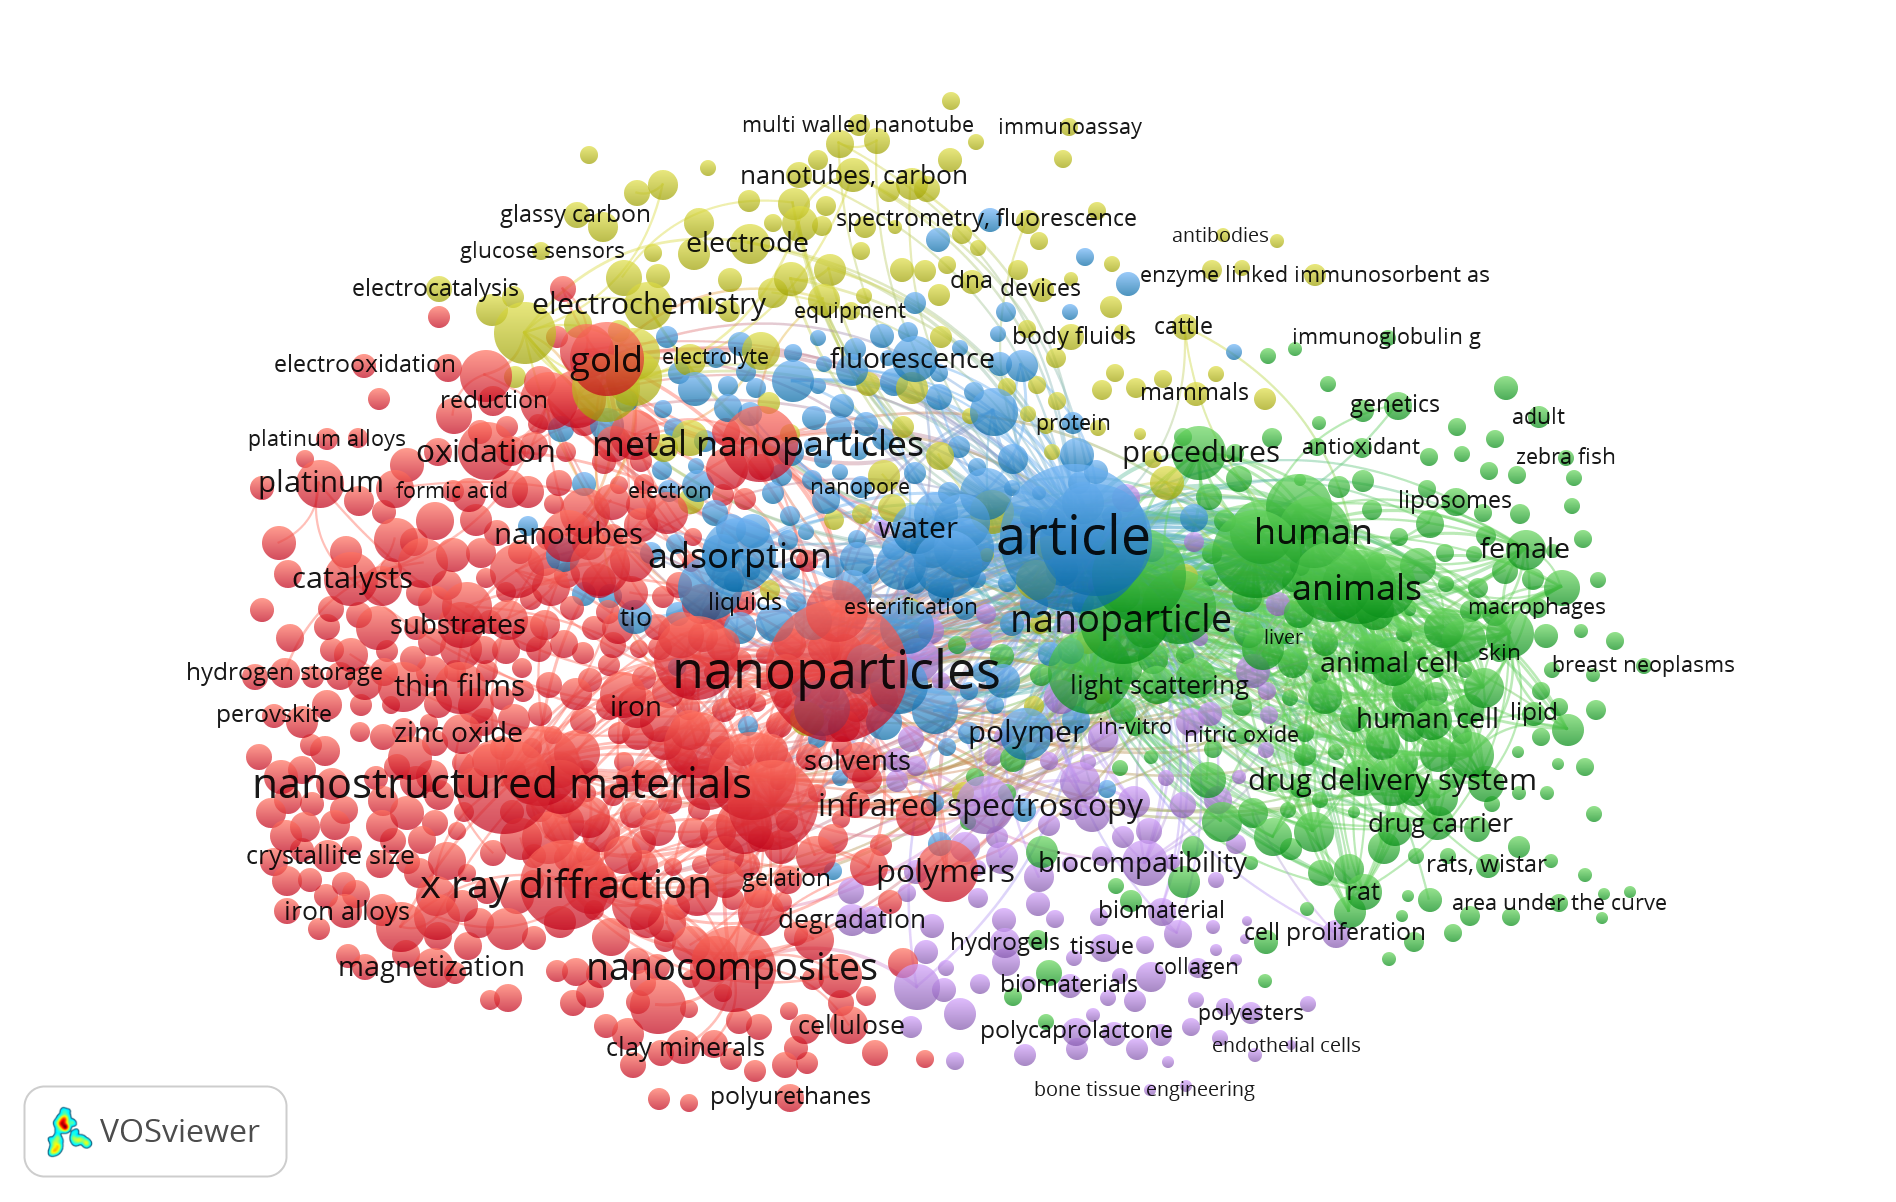 multi walled nanotube
immunoassay
nanotubes, carbon
glassy carbon
spectrometry, fluorescence
antibodies
electrode
glucose sensors
enzyme linked immunosorbent as
dna
devices
electrocatalysis
electrochemistry
equipment
cattle
body fluids
immunoglobulin g
gold
electrolyte
fluorescence
electrooxidation
mammals
reduction
genetics
adult
protein
platinum alloys
oxidation
metal nanoparticles
procedures
antioxidant
zebra fish
platinum
formic acid
electron
nanopore
liposomes
nanotubes
water
article
human
female
adsorption
catalysts
animals
liquids
esterification
macrophages
substrates
tio
nanoparticle
liver
hydrogen storage
nanoparticles
animal cell
skin
breast neoplasms
thin films
light scattering
perovskite
iron
human cell
lipid
zinc oxide
polymer
in-vitro
nitric oxide
solvents
nanostructured materials
drug delivery system
infrared spectroscopy
drug carrier
crystallite size
biocompatibility
rats, wistar
x ray diffraction
gelation
polymers
rat
iron alloys
degradation
biomaterial
area under the curve
hydrogels
tissue
cell proliferation
magnetization
nanocomposites
collagen
biomaterials
cellulose
polycaprolactone
polyesters
clay minerals
endothelial cells
polyurethanes
bone tissue engineering
VOSviewer